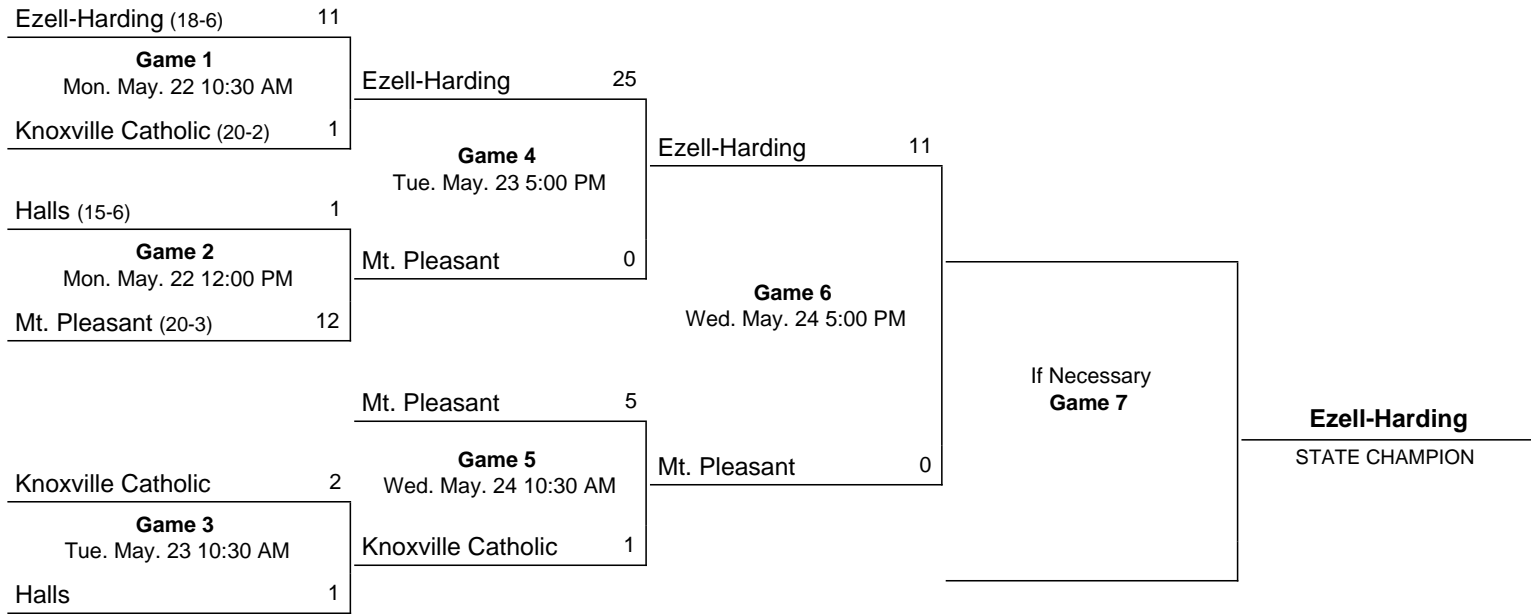 Ezell-Harding (18-6) 11
Game 1
Mon. May. 22 10:30 AM
Knoxville Catholic (20-2) 1
Halls (15-6) 1
Game 2
Mon. May. 22 12:00 PM
Mt. Pleasant (20-3) 12
Knoxville Catholic 2
Game 3
Tue. May. 23 10:30 AM
Halls 1
Ezell-Harding 25
Game 4
Tue. May. 23 5:00 PM
Mt. Pleasant 0
Mt. Pleasant 5
Game 5
Wed. May. 24 10:30 AM
Knoxville Catholic 1
Ezell-Harding 11
Game 6
Wed. May. 24 5:00 PM
Mt. Pleasant 0
If Necessary
Game 7
Ezell-Harding
STATE CHAMPION